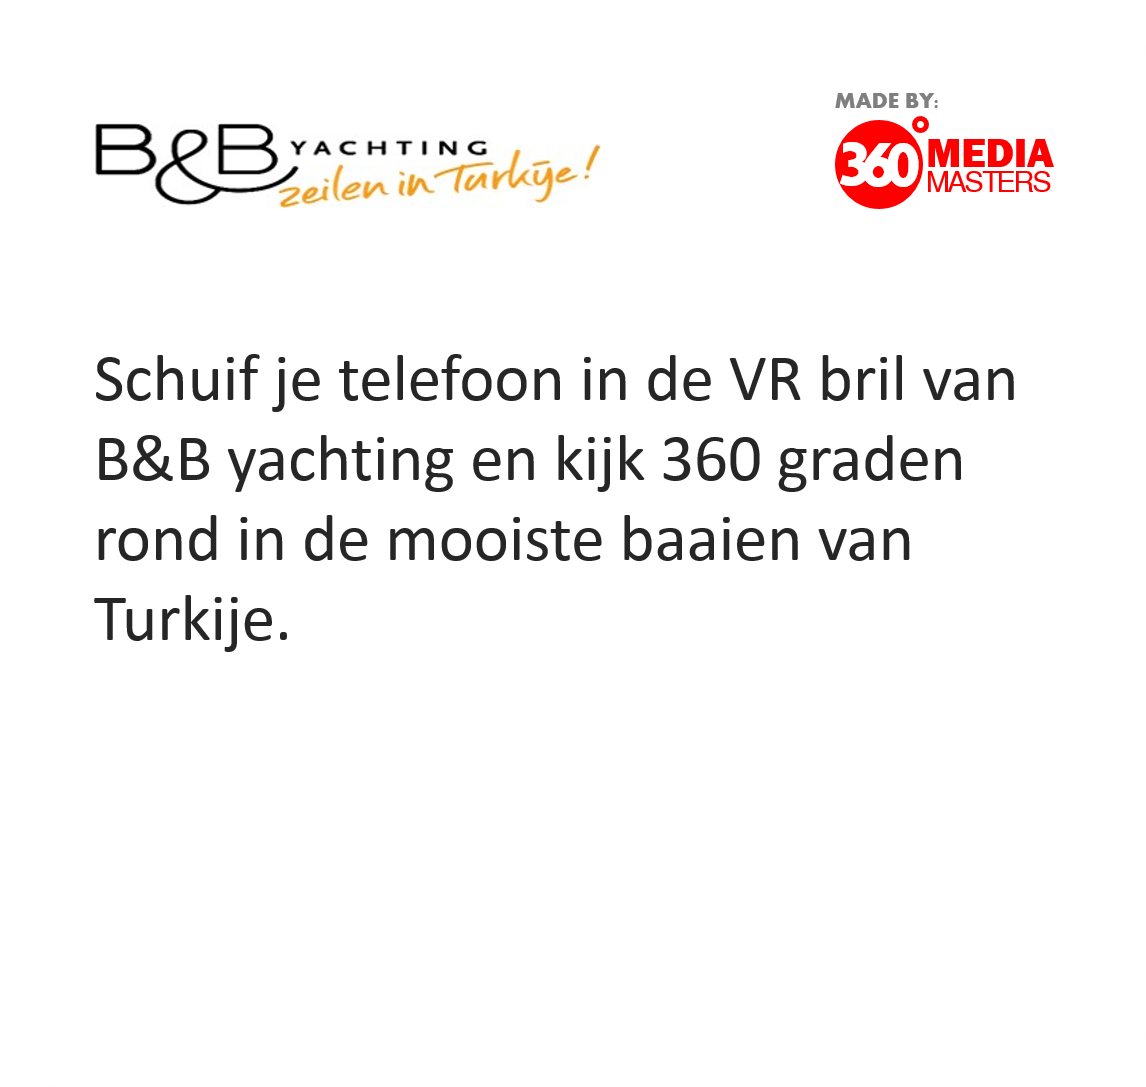 MADE BY:
B&B YACHTING
zeilen in Turkije!
360° MEDIA
MASTERS
Schuif je telefoon in de VR bril van
B&B yachting en kijk 360 graden
rond in de mooiste baaien van
Turkije.